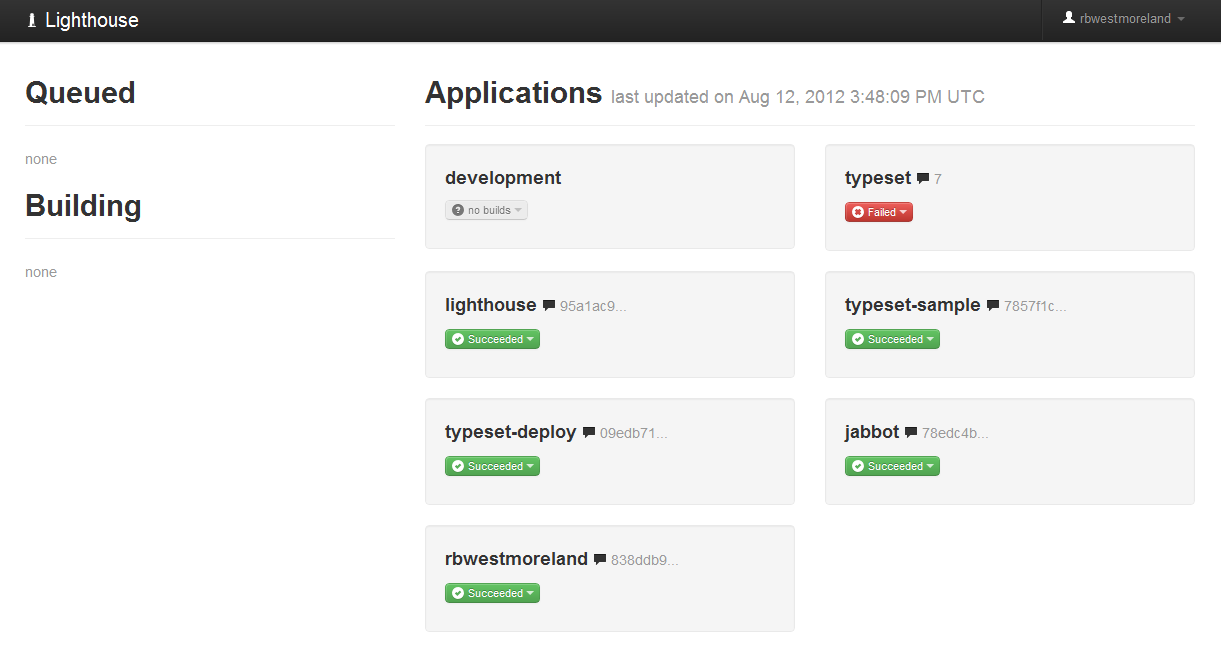 Lighthouse
rbwestmoreland
Queued
none
Building
none
Applications last updated on Aug 12, 2012 3:48:09 PM UTC
development
no builds
typeset 7
Failed
lighthouse 95a1ac9...
Succeeded
typeset-sample 7857f1c...
Succeeded
typeset-deploy 09edb71...
Succeeded
jabbot 78edc4b...
Succeeded
rbwestmoreland 838ddb9...
Succeeded